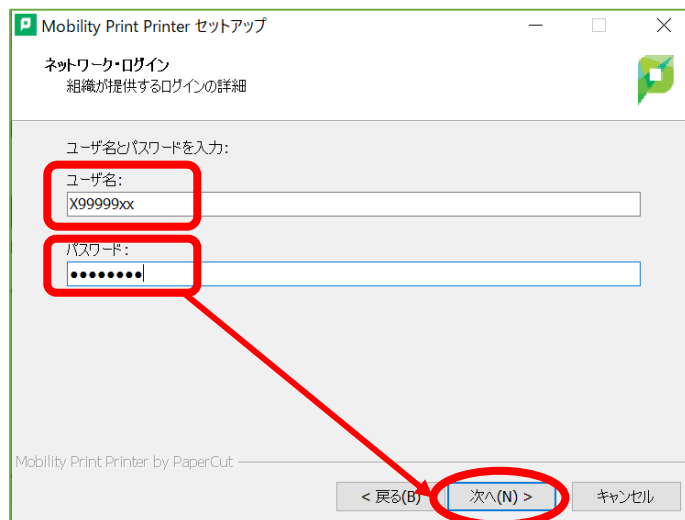 Mobility Print Printer セットアップ
ネットワーク・ログイン
組織が提供するログインの詳細
ユーザ名とパスワードを入力:
ユーザ名:
X99999xx
パスワード:
●●●●●●●●
Mobility Print Printer by PaperCut
< 戻る(B)
次へ(N) >
キャンセル